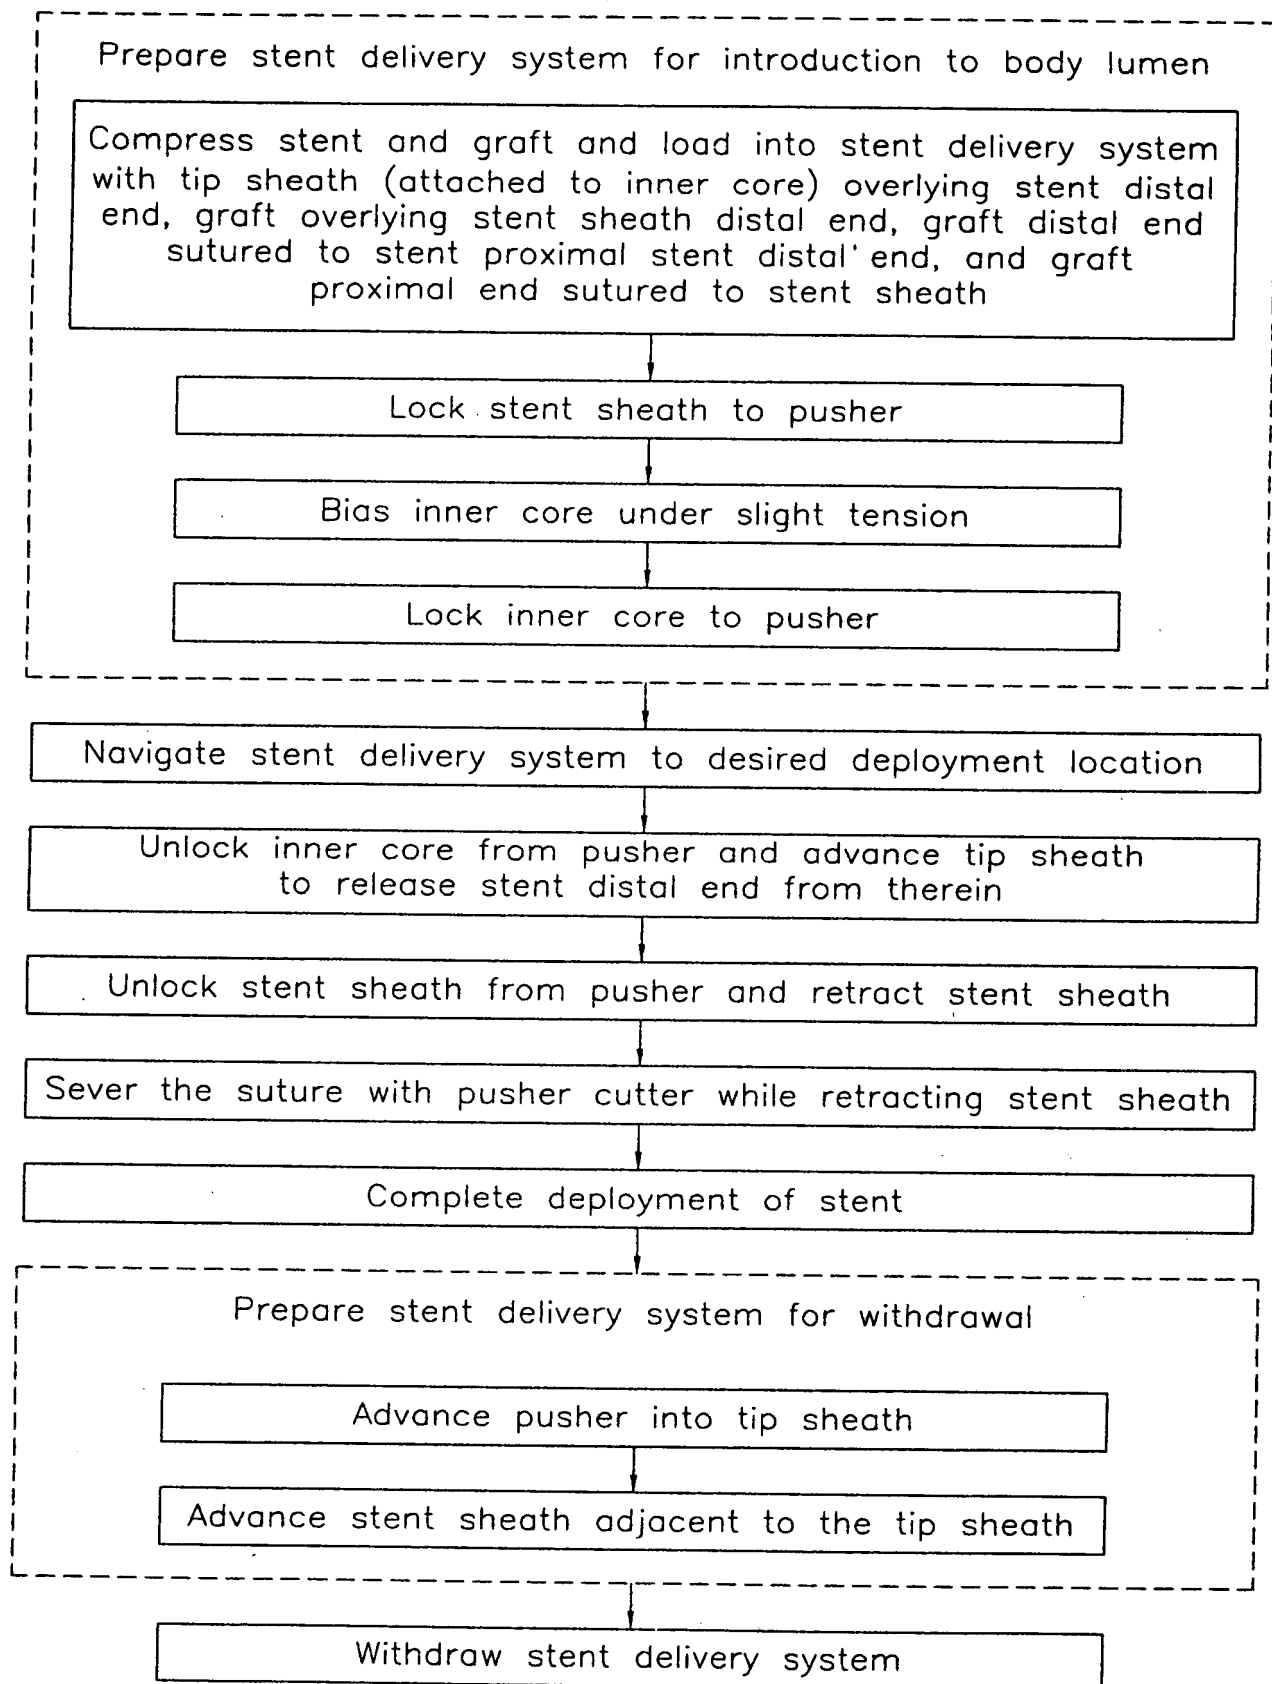 Prepare stent delivery system for introduction to body lumen
Compress stent and graft and load into stent delivery system
with tip sheath (attached to inner core) overlying stent distal
end, graft overlying stent sheath distal end, graft distal end
sutured to stent proximal stent distal end, and graft
proximal end sutured to stent sheath
Lock stent sheath to pusher
Bias inner core under slight tension
Lock inner core to pusher
Navigate stent delivery system to desired deployment location
Unlock inner core from pusher and advance tip sheath
to release stent distal end from therein
Unlock stent sheath from pusher and retract stent sheath
Sever the suture with pusher cutter while retracting stent sheath
Complete deployment of stent
Prepare stent delivery system for withdrawal
Advance pusher into tip sheath
Advance stent sheath adjacent to the tip sheath
Withdraw stent delivery system